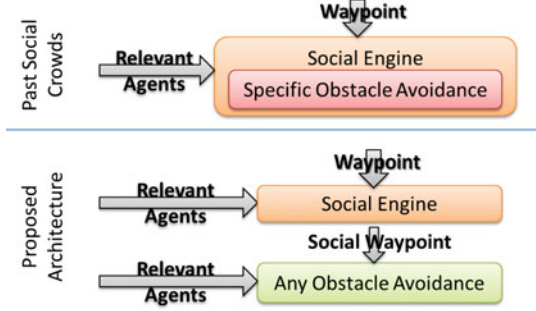 Past Social
Crowds
Waypoint
Relevant
Agents
Social Engine
Specific Obstacle Avoidance
Proposed
Architecture
Waypoint
Relevant
Agents
Social Engine
Social Waypoint
Relevant
Agents
Any Obstacle Avoidance